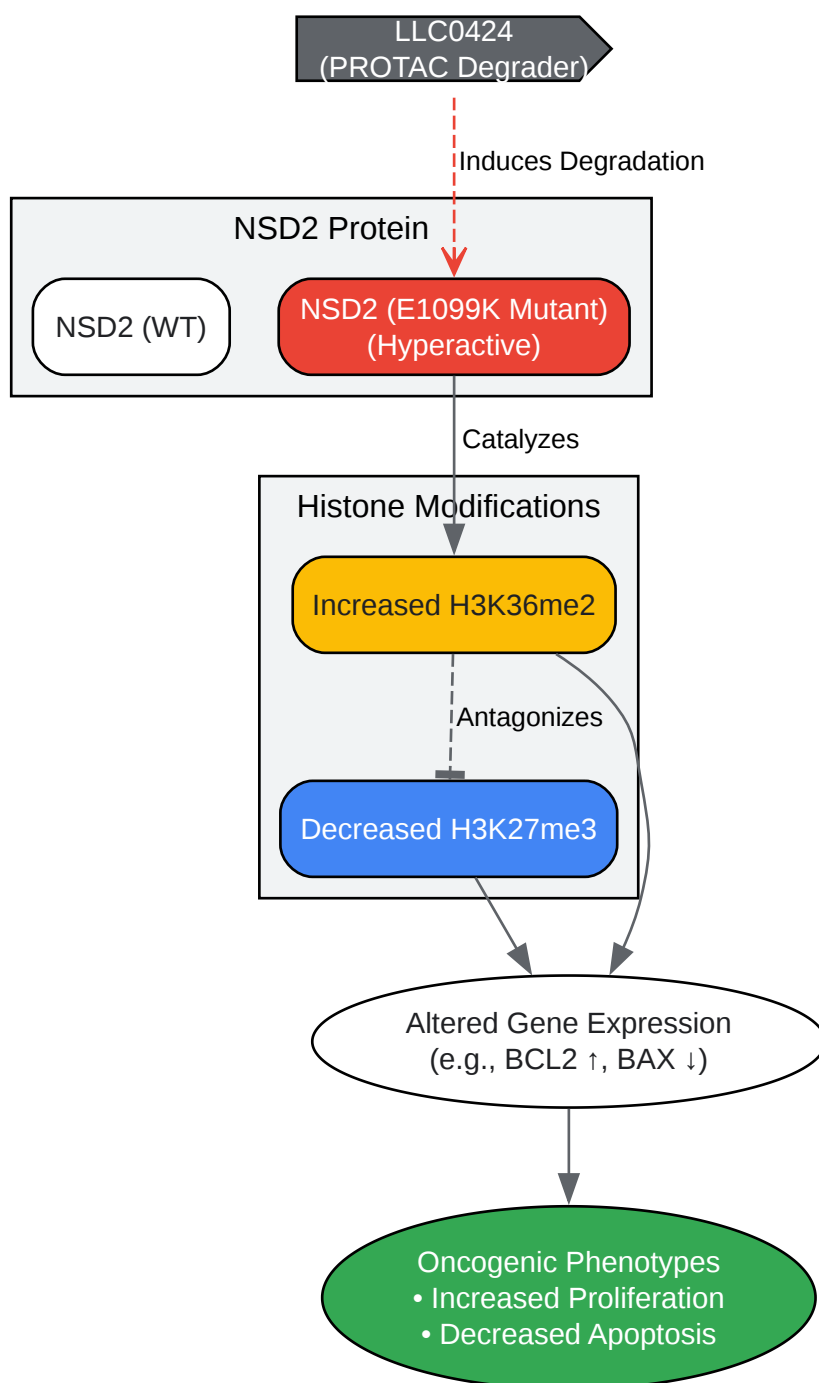 LLC0424
(PROTAC Degrader)
Induces Degradation
NSD2 Protein
NSD2 (WT)
NSD2 (E1099K Mutant)
(Hyperactive)
Catalyzes
Histone Modifications
Increased H3K36me2
Antagonizes
Decreased H3K27me3
Altered Gene Expression
(e.g., BCL2 ↑, BAX ↓)
Oncogenic Phenotypes
• Increased Proliferation
• Decreased Apoptosis